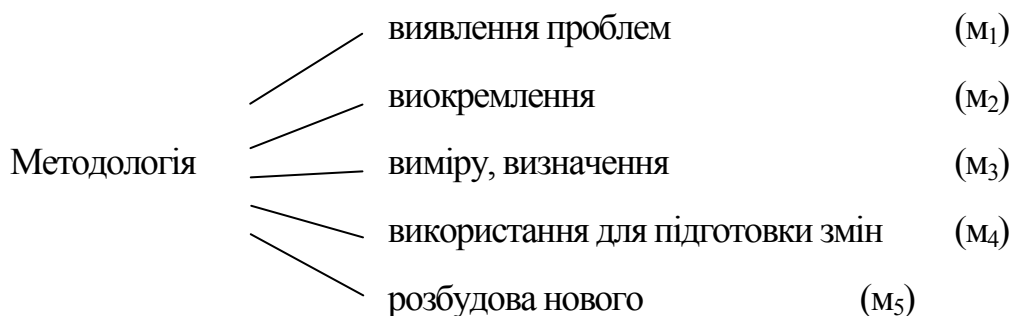 виявлення проблем (м₁)
виокремлення (м₂)
Методологія виміру, визначення (м₃)
використання для підготовки змін (м₄)
розбудова нового (м₅)